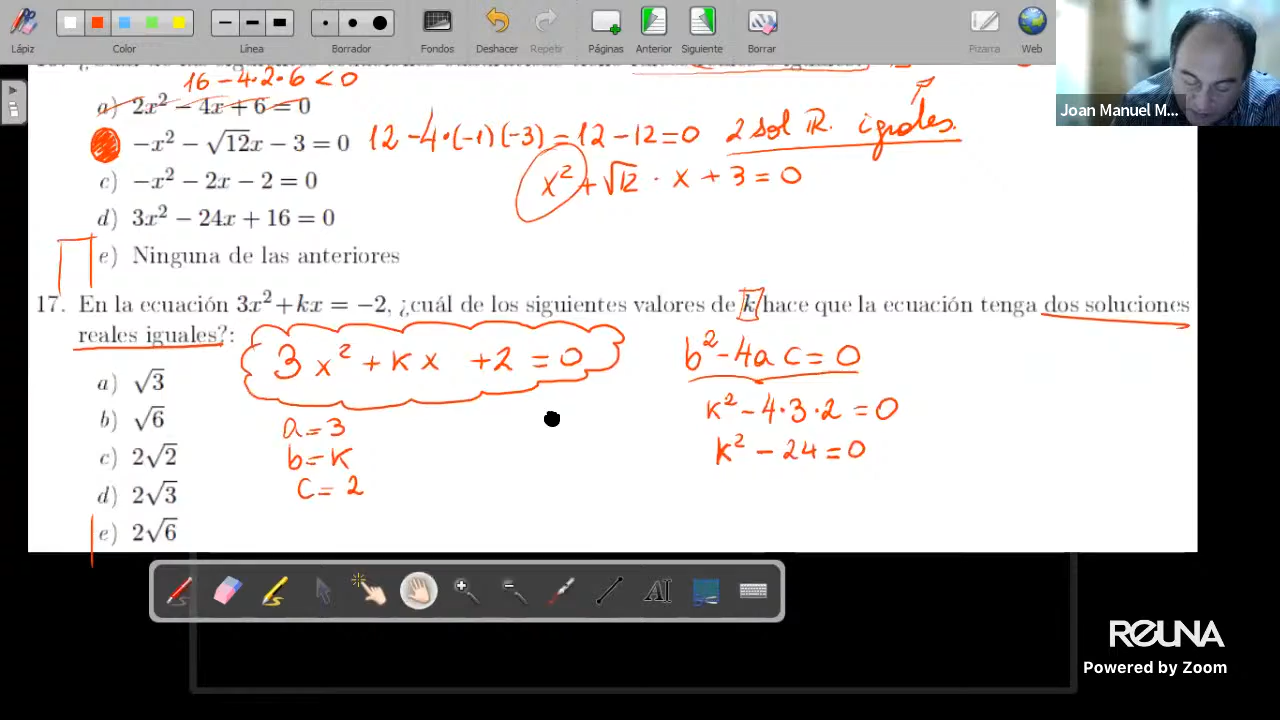 Lápiz Color Línea Borrador Fondos Deshacer Repetir Páginas Anterior Siguiente Borrar Pizarra Web
Joan Manuel M...
16 - 4·2·6 < 0
a) 2x² − 4x + 6 = 0
b) −x² − √12x − 3 = 0 12 - 4·(-1)(-3) = 12 - 12 = 0 2 sol R. iguales.
x² + √12 · x + 3 = 0
c) −x² − 2x − 2 = 0
d) 3x² − 24x + 16 = 0
e) Ninguna de las anteriores
17. En la ecuación 3x² + kx = −2, ¿cuál de los siguientes valores de k hace que la ecuación tenga dos soluciones
reales iguales?:
3x² + kx + 2 = 0 b² - 4ac = 0
a) √3
b) √6
c) 2√2
d) 2√3
e) 2√6
a = 3
b = k
c = 2
k² - 4·3·2 = 0
k² - 24 = 0
AI
REUNA
Powered by Zoom